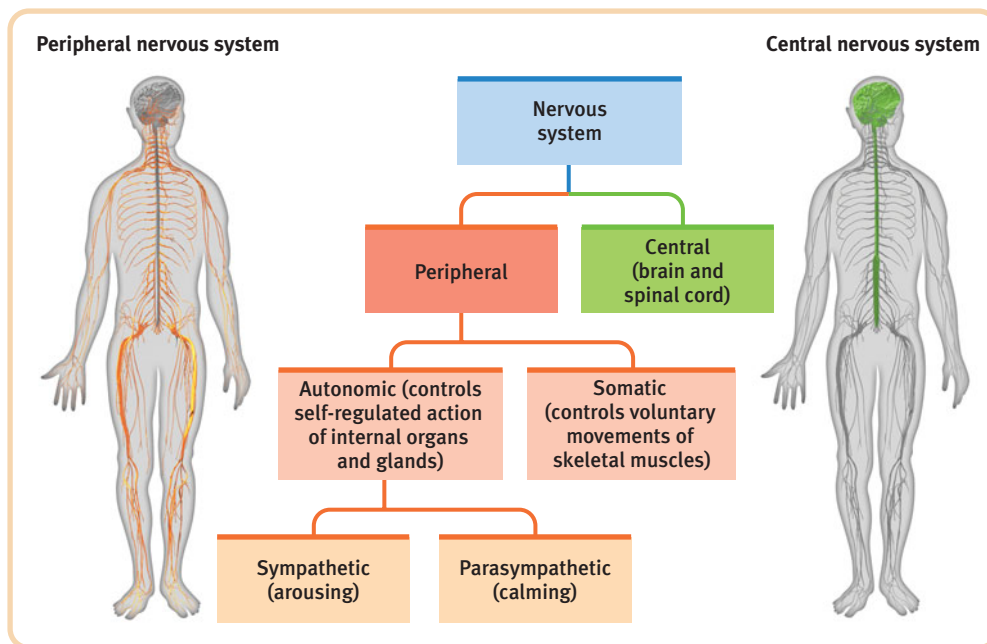 Peripheral nervous system
Central nervous system
Nervous
system
Peripheral
Central
(brain and
spinal cord)
Autonomic (controls
self-regulated action
of internal organs
and glands)
Somatic
(controls voluntary
movements of
skeletal muscles)
Sympathetic
(arousing)
Parasympathetic
(calming)